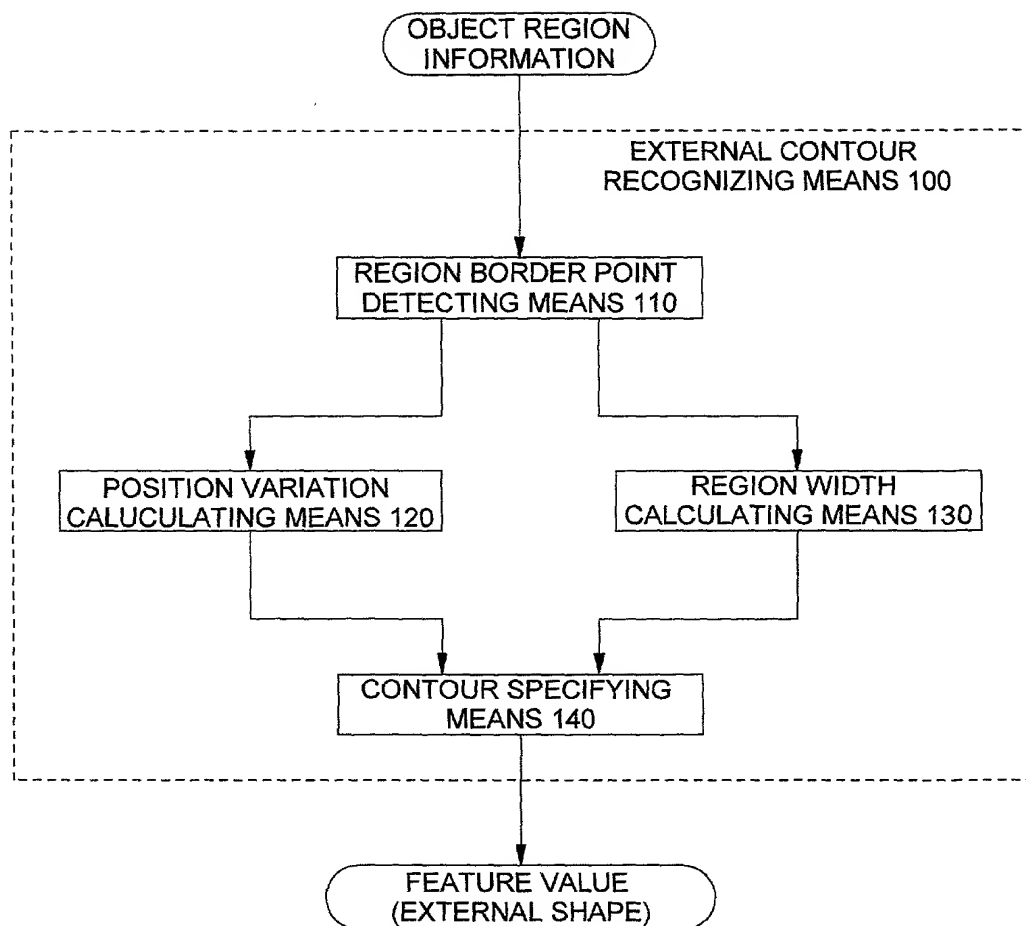 OBJECT REGION
INFORMATION
EXTERNAL CONTOUR
RECOGNIZING MEANS 100
REGION BORDER POINT
DETECTING MEANS 110
POSITION VARIATION
CALUCULATING MEANS 120
REGION WIDTH
CALCULATING MEANS 130
CONTOUR SPECIFYING
MEANS 140
FEATURE VALUE
(EXTERNAL SHAPE)